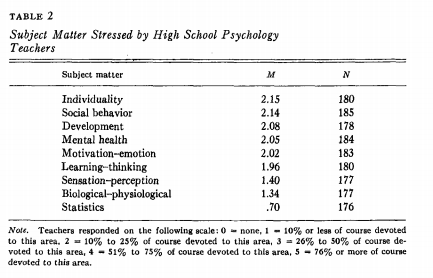 TABLE 2
Subject Matter Stressed by High School Psychology
Teachers
Subject matter M N
Individuality 2.15 180
Social behavior 2.14 185
Development 2.08 178
Mental health 2.05 184
Motivation–emotion 2.02 183
Learning–thinking 1.96 180
Sensation–perception 1.40 177
Biological–physiological 1.34 177
Statistics .70 176
Note. Teachers responded on the following scale: 0 = none, 1 = 10% or less of course devoted
to this area, 2 = 10% to 25% of course devoted to this area, 3 = 26% to 50% of course de-
voted to this area, 4 = 51% to 75% of course devoted to this area, 5 = 76% or more of course
devoted to this area.